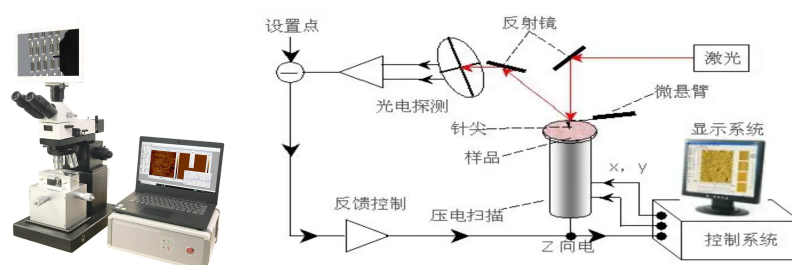 设置点
反射镜
激光
光电探测
微悬臂
针尖
样品
显示系统
x, y
反馈控制
压电扫描
Z 向电
控制系统